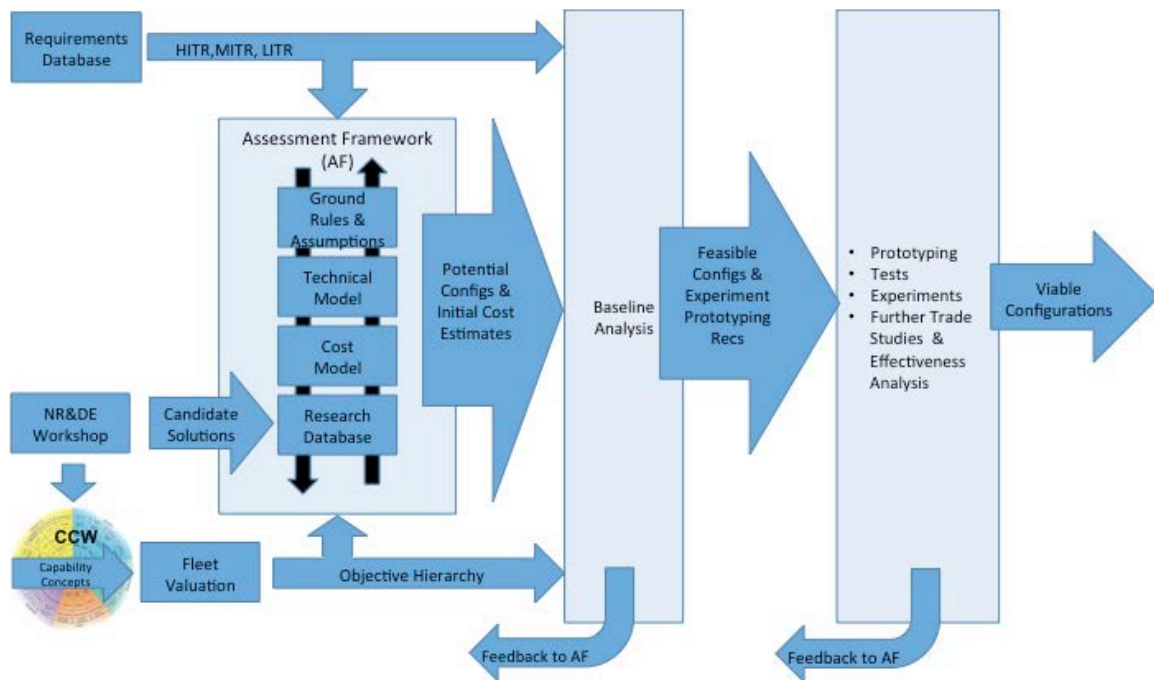 Requirements
Database
HITR,MITR, LITR
Assessment Framework
(AF)
Ground
Rules &
Assumptions
Technical
Model
Cost
Model
Research
Database
NR&DE
Workshop
Candidate
Solutions
CCW
Capability
Concepts
Fleet
Valuation
Objective Hierarchy
Potential
Configs &
Initial Cost
Estimates
Baseline
Analysis
Feedback to AF
Feasible
Configs &
Experiment
Prototyping
Recs
• Prototyping
• Tests
• Experiments
• Further Trade
Studies &
Effectiveness
Analysis
Feedback to AF
Viable
Configurations